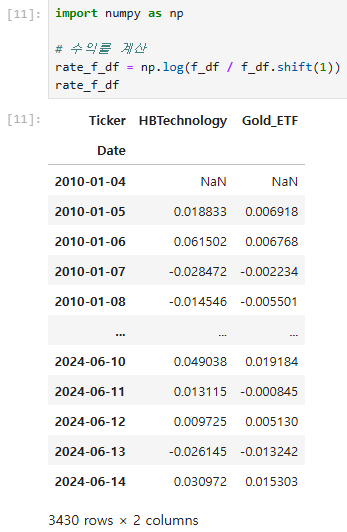 [11]: import numpy as np
# 수익률 계산
rate_f_df = np.log(f_df / f_df.shift(1))
rate_f_df
[11]: Ticker HBTechnology Gold_ETF
Date
2010-01-04 NaN NaN
2010-01-05 0.018833 0.006918
2010-01-06 0.061502 0.006768
2010-01-07 -0.028472 -0.002234
2010-01-08 -0.014546 -0.005501
... ... ...
2024-06-10 0.049038 0.019184
2024-06-11 0.013115 -0.000845
2024-06-12 0.009725 0.005130
2024-06-13 -0.026145 -0.013242
2024-06-14 0.030972 0.015303
3430 rows × 2 columns